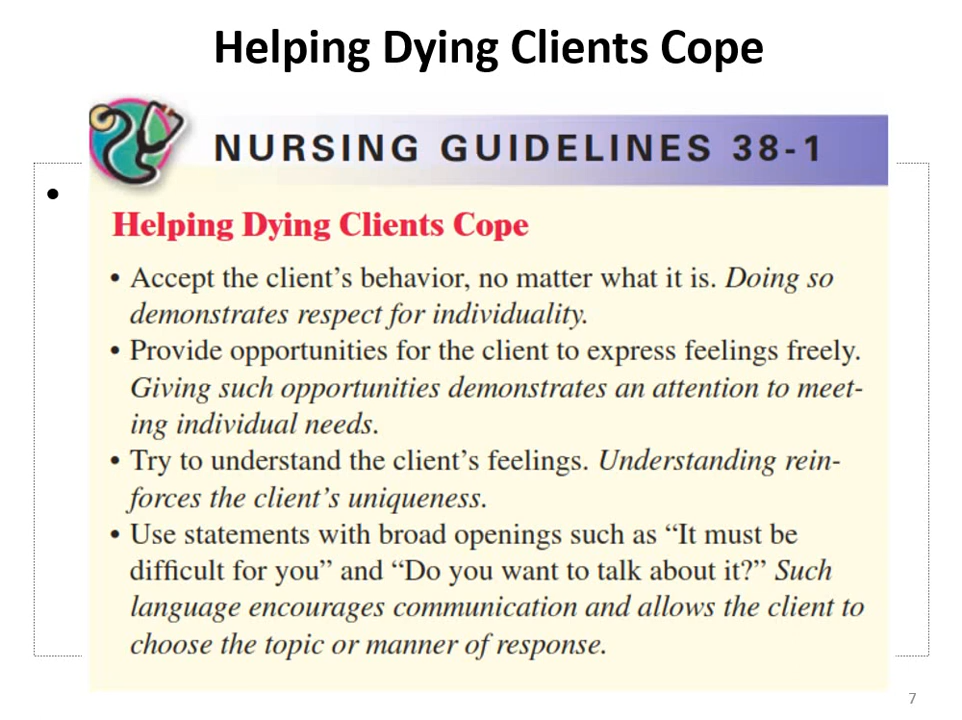 Helping Dying Clients Cope
NURSING GUIDELINES 38-1
•
Helping Dying Clients Cope
• Accept the client’s behavior, no matter what it is. Doing so
demonstrates respect for individuality.
• Provide opportunities for the client to express feelings freely.
Giving such opportunities demonstrates an attention to meet-
ing individual needs.
• Try to understand the client’s feelings. Understanding rein-
forces the client’s uniqueness.
• Use statements with broad openings such as “It must be
difficult for you” and “Do you want to talk about it?” Such
language encourages communication and allows the client to
choose the topic or manner of response.
7